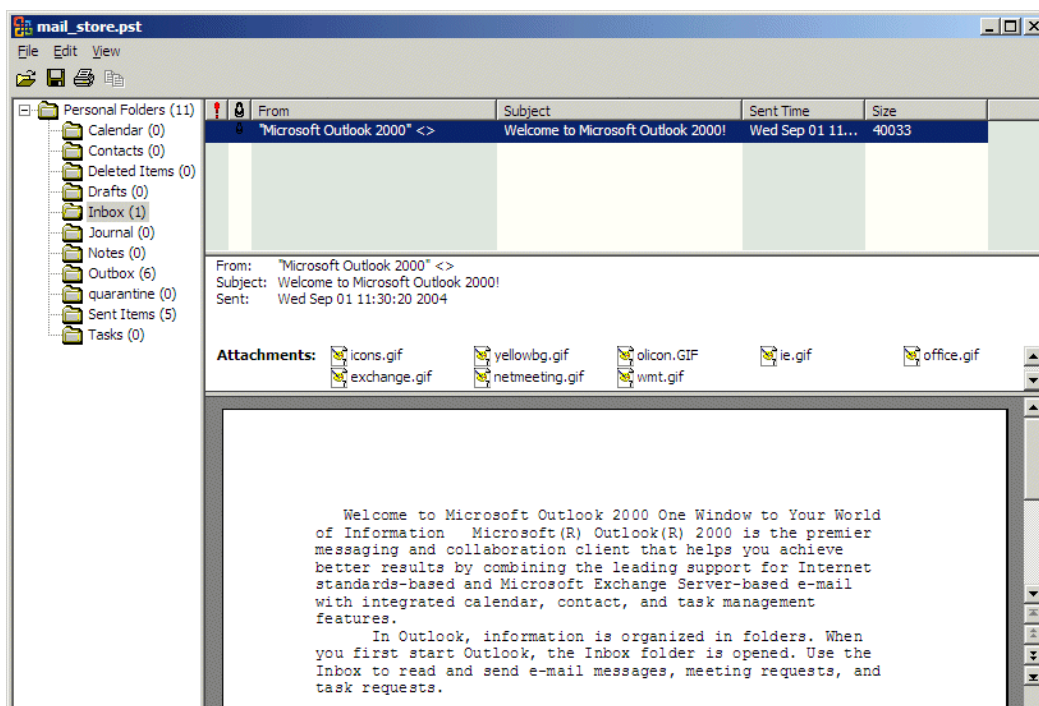 mail_store.pst
File Edit View
Personal Folders (11)
Calendar (0)
Contacts (0)
Deleted Items (0)
Drafts (0)
Inbox (1)
Journal (0)
Notes (0)
Outbox (6)
quarantine (0)
Sent Items (5)
Tasks (0)
From Subject Sent Time Size
"Microsoft Outlook 2000" <> Welcome to Microsoft Outlook 2000! Wed Sep 01 11... 40033
From: "Microsoft Outlook 2000" <>
Subject: Welcome to Microsoft Outlook 2000!
Sent: Wed Sep 01 11:30:20 2004
Attachments: icons.gif yellowbg.gif olicon.GIF ie.gif office.gif
exchange.gif netmeeting.gif wmt.gif
Welcome to Microsoft Outlook 2000 One Window to Your World
of Information Microsoft(R) Outlook(R) 2000 is the premier
messaging and collaboration client that helps you achieve
better results by combining the leading support for Internet
standards-based and Microsoft Exchange Server-based e-mail
with integrated calendar, contact, and task management
features.
In Outlook, information is organized in folders. When
you first start Outlook, the Inbox folder is opened. Use the
Inbox to read and send e-mail messages, meeting requests, and
task requests.